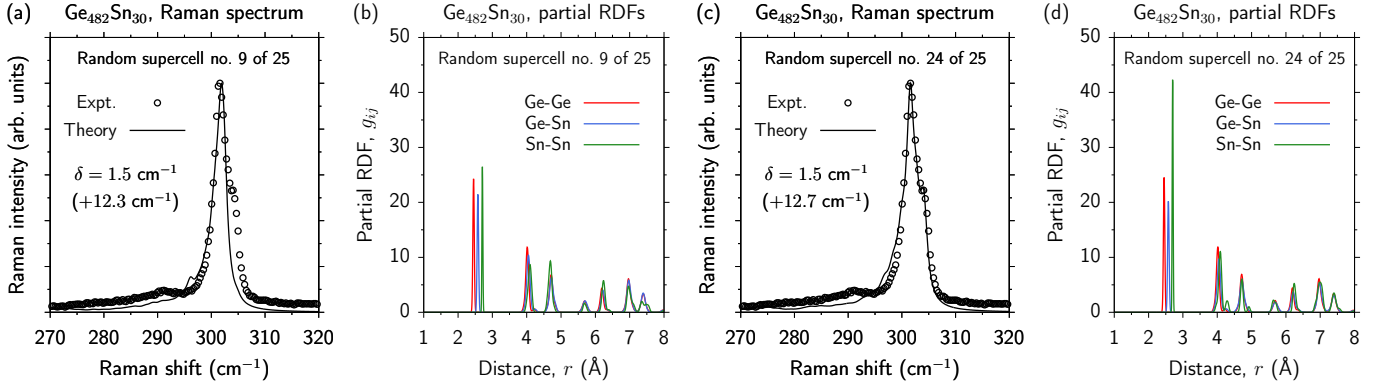 (a) Ge₄₈₂Sn₃₀, Raman spectrum
Raman intensity (arb. units)
Random supercell no. 9 of 25
Expt.
Theory
δ = 1.5 cm⁻¹
(+12.3 cm⁻¹)
270 280 290 300 310 320
Raman shift (cm⁻¹)
(b) Ge₄₈₂Sn₃₀, partial RDFs
Partial RDF, gᵢⱼ
50
40
30
20
10
0
Random supercell no. 9 of 25
Ge-Ge
Ge-Sn
Sn-Sn
1 2 3 4 5 6 7 8
Distance, r (Å)
(c) Ge₄₈₂Sn₃₀, Raman spectrum
Raman intensity (arb. units)
Random supercell no. 24 of 25
Expt.
Theory
δ = 1.5 cm⁻¹
(+12.7 cm⁻¹)
270 280 290 300 310 320
Raman shift (cm⁻¹)
(d) Ge₄₈₂Sn₃₀, partial RDFs
Partial RDF, gᵢⱼ
50
40
30
20
10
0
Random supercell no. 24 of 25
Ge-Ge
Ge-Sn
Sn-Sn
1 2 3 4 5 6 7 8
Distance, r (Å)